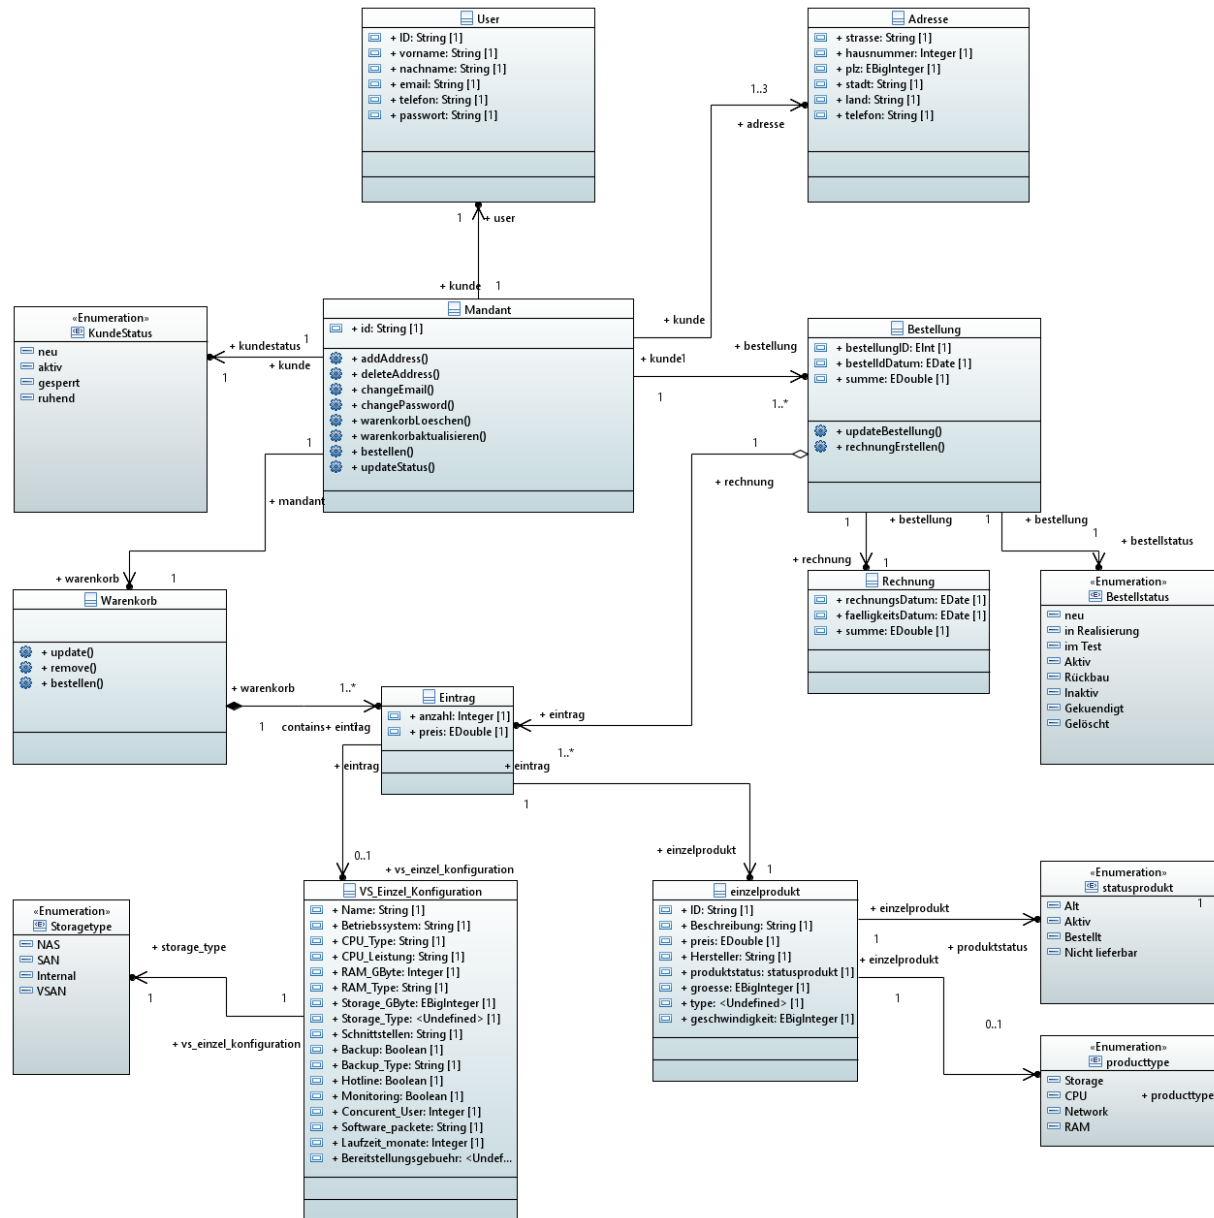 User
+ ID: String [1]
+ vorname: String [1]
+ nachname: String [1]
+ email: String [1]
+ telefon: String [1]
+ passwort: String [1]
Adresse
+ strasse: String [1]
+ hausnummer: Integer [1]
+ plz: EBigInteger [1]
+ stadt: String [1]
+ land: String [1]
+ telefon: String [1]
1..3
+ adresse
1
+ user
+ kunde
1
«Enumeration»
KundeStatus
neu
aktiv
gesperrt
ruhend
1
+ kundestatus
+ kunde
1
Mandant
+ id: String [1]
+ addAddress()
+ deleteAddress()
+ changeEmail()
+ changePassword()
+ warenkorbLoeschen()
+ warenkorbaktualisieren()
+ bestellen()
+ updateStatus()
+ kunde
+ kunde1
1
+ bestellung
1..*
Bestellung
+ bestellungID: EInt [1]
+ bestelldDatum: EDate [1]
+ summe: EDouble [1]
+ updateBestellung()
+ rechnungErstellen()
1
+ mandant
1
+ rechnung
1
+ bestellung
1
+ bestellung
1
+ bestellstatus
+ rechnung
1
+ warenkorb
1
Warenkorb
+ update()
+ remove()
+ bestellen()
Rechnung
+ rechnungsDatum: EDate [1]
+ faelligkeitsDatum: EDate [1]
+ summe: EDouble [1]
«Enumeration»
Bestellstatus
neu
in Realisierung
im Test
Aktiv
Rückbau
Inaktiv
Gekuendigt
Gelöscht
+ warenkorb
1..*
1
contains+ eintrag
1
Eintrag
+ anzahl: Integer [1]
+ preis: EDouble [1]
+ eintrag
1..*
+ eintrag
+ eintrag
1
0..1
+ vs_einzel_konfiguration
+ einzelprodukt
1
«Enumeration»
Storagetype
NAS
SAN
Internal
VSAN
+ storage_type
1
1
+ vs_einzel_konfiguration
VS_Einzel_Konfiguration
+ Name: String [1]
+ Betriebssystem: String [1]
+ CPU_Type: String [1]
+ CPU_Leistung: String [1]
+ RAM_GByte: Integer [1]
+ RAM_Type: String [1]
+ Storage_GByte: EBigInteger [1]
+ Storage_Type: <Undefined> [1]
+ Schnittstellen: String [1]
+ Backup: Boolean [1]
+ Backup_Type: String [1]
+ Hotline: Boolean [1]
+ Monitoring: Boolean [1]
+ Concurent_User: Integer [1]
+ Software_packete: String [1]
+ Laufzeit_monate: Integer [1]
+ Bereitstellungsgebuehr: <Undef...
einzelprodukt
+ ID: String [1]
+ Beschreibung: String [1]
+ preis: EDouble [1]
+ Hersteller: String [1]
+ produktstatus: statusprodukt [1]
+ groesse: EBigInteger [1]
+ type: <Undefined> [1]
+ geschwindigkeit: EBigInteger [1]
+ einzelprodukt
1
+ produktstatus
+ einzelprodukt
1
0..1
«Enumeration»
statusprodukt
Alt
Aktiv
Bestellt
Nicht lieferbar
1
«Enumeration»
producttype
Storage
CPU
Network
RAM
+ producttype